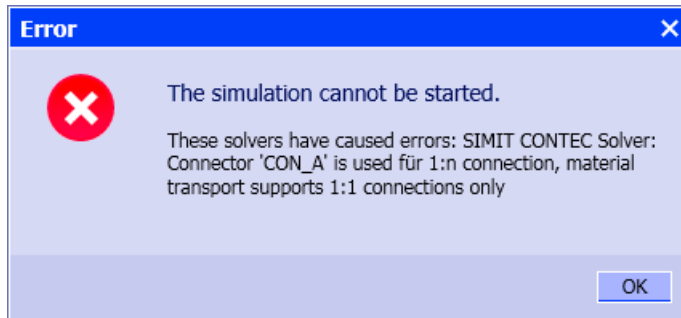 Error
The simulation cannot be started.
These solvers have caused errors: SIMIT CONTEC Solver:
Connector 'CON_A' is used für 1:n connection, material
transport supports 1:1 connections only
OK